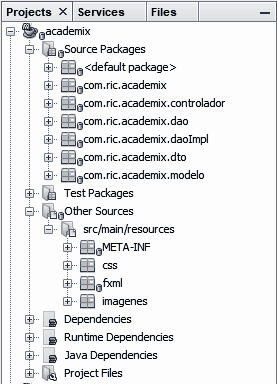 Projects × Services Files
academix
Source Packages
<default package>
com.ric.academix
com.ric.academix.controlador
com.ric.academix.dao
com.ric.academix.daoImpl
com.ric.academix.dto
com.ric.academix.modelo
Test Packages
Other Sources
src/main/resources
META-INF
css
fxml
imagenes
Dependencies
Runtime Dependencies
Java Dependencies
Project Files